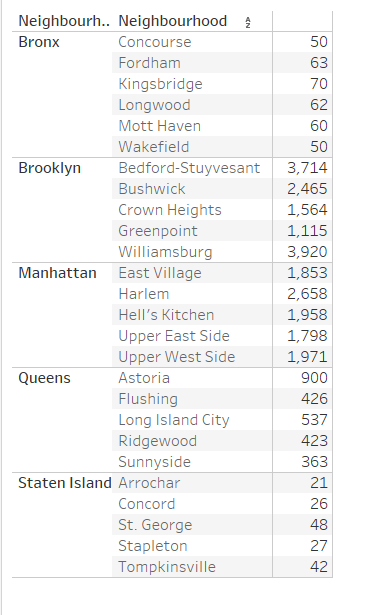 Neighbourh.. Neighbourhood
Bronx Concourse 50
Fordham 63
Kingsbridge 70
Longwood 62
Mott Haven 60
Wakefield 50
Brooklyn Bedford-Stuyvesant 3,714
Bushwick 2,465
Crown Heights 1,564
Greenpoint 1,115
Williamsburg 3,920
Manhattan East Village 1,853
Harlem 2,658
Hell's Kitchen 1,958
Upper East Side 1,798
Upper West Side 1,971
Queens Astoria 900
Flushing 426
Long Island City 537
Ridgewood 423
Sunnyside 363
Staten Island Arrochar 21
Concord 26
St. George 48
Stapleton 27
Tompkinsville 42